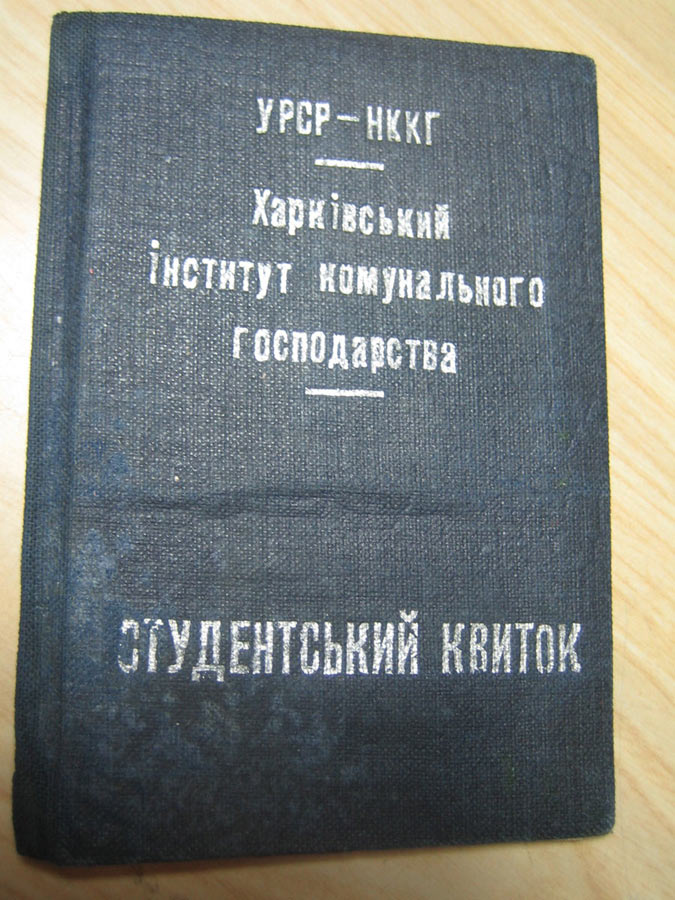 УРСР – НККГ
Харківський
інститут комунального
господарства
СТУДЕНТСЬКИЙ КВИТОК